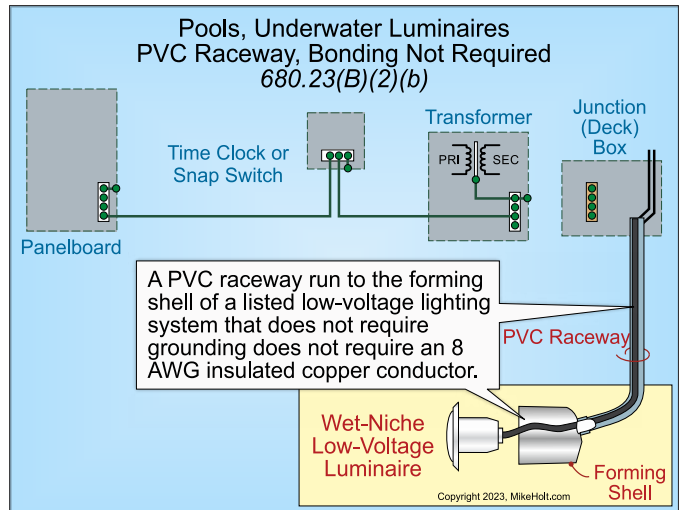 Pools, Underwater Luminaires
PVC Raceway, Bonding Not Required
680.23(B)(2)(b)
Junction
(Deck)
Box
Transformer
PRI SEC
Time Clock or
Snap Switch
Panelboard
A PVC raceway run to the forming
shell of a listed low-voltage lighting
system that does not require
grounding does not require an 8
AWG insulated copper conductor.
PVC Raceway
Wet-Niche
Low-Voltage
Luminaire
Forming
Shell
Copyright 2023, MikeHolt.com